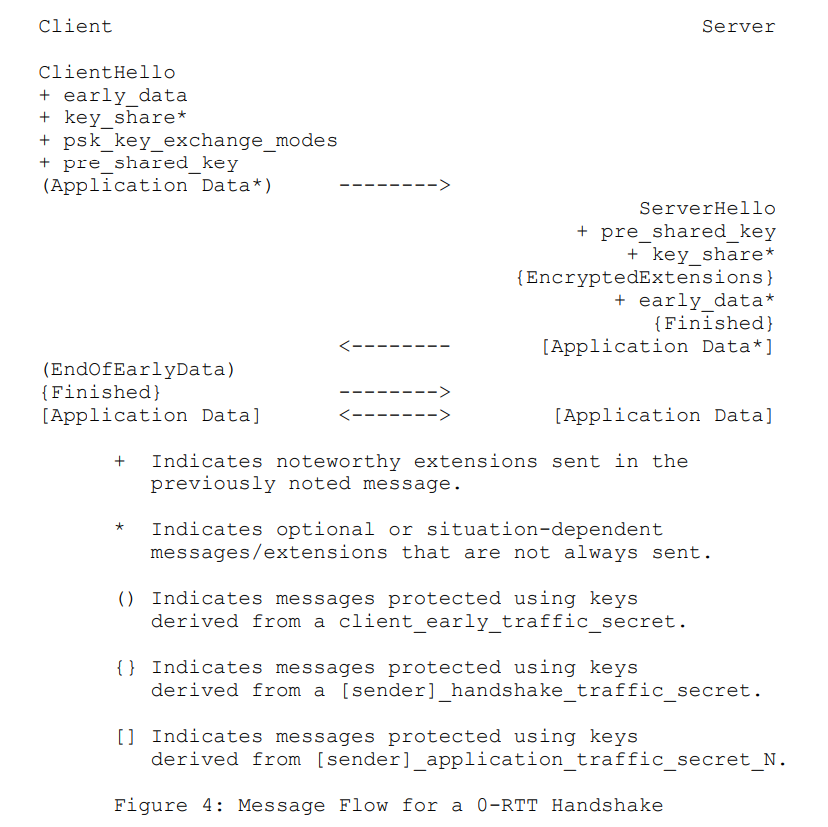 Client Server
ClientHello
+ early_data
+ key_share*
+ psk_key_exchange_modes
+ pre_shared_key
(Application Data*) -------->
ServerHello
+ pre_shared_key
+ key_share*
{EncryptedExtensions}
+ early_data*
{Finished}
<-------- [Application Data*]
(EndOfEarlyData)
{Finished} -------->
[Application Data] <-------> [Application Data]
+ Indicates noteworthy extensions sent in the
previously noted message.
* Indicates optional or situation-dependent
messages/extensions that are not always sent.
() Indicates messages protected using keys
derived from a client_early_traffic_secret.
{} Indicates messages protected using keys
derived from a [sender]_handshake_traffic_secret.
[] Indicates messages protected using keys
derived from [sender]_application_traffic_secret_N.
Figure 4: Message Flow for a 0-RTT Handshake